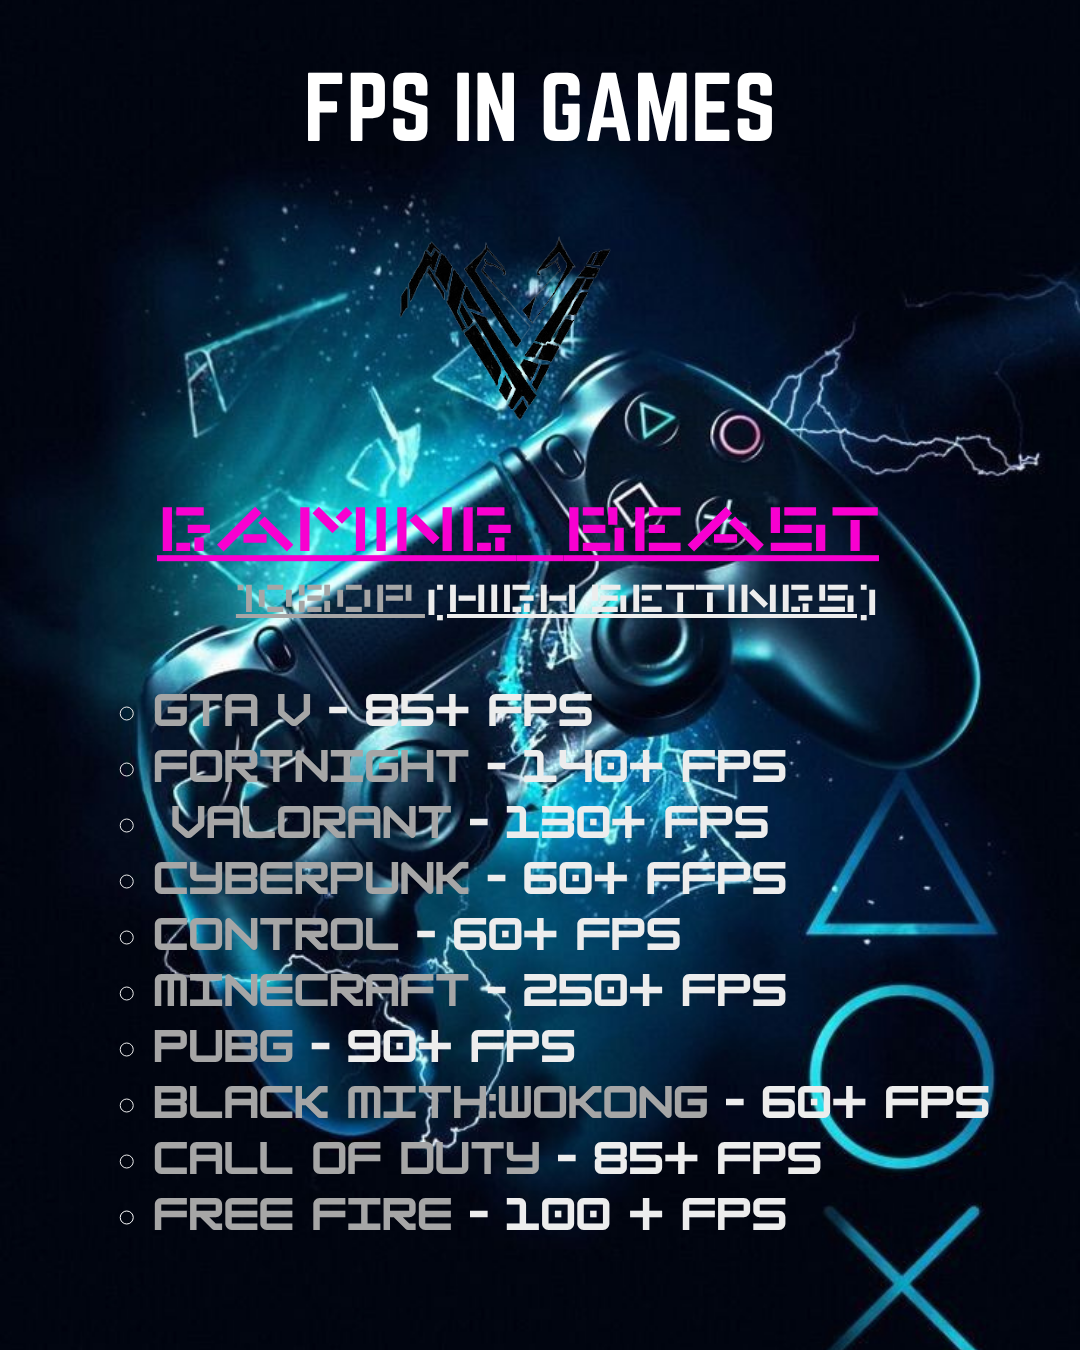 FPS IN GAMES
GAMING BEAST
1080P (HIGH SETTINGS)
GTA V - 85+ FPS
FORTNIGHT - 140+ FPS
VALORANT - 130+ FPS
CYBERPUNK - 60+ FFPS
CONTROL - 60+ FPS
MINECRAFT - 250+ FPS
PUBG - 90+ FPS
BLACK MITH:WOKONG - 60+ FPS
CALL OF DUTY - 85+ FPS
FREE FIRE - 100 + FPS